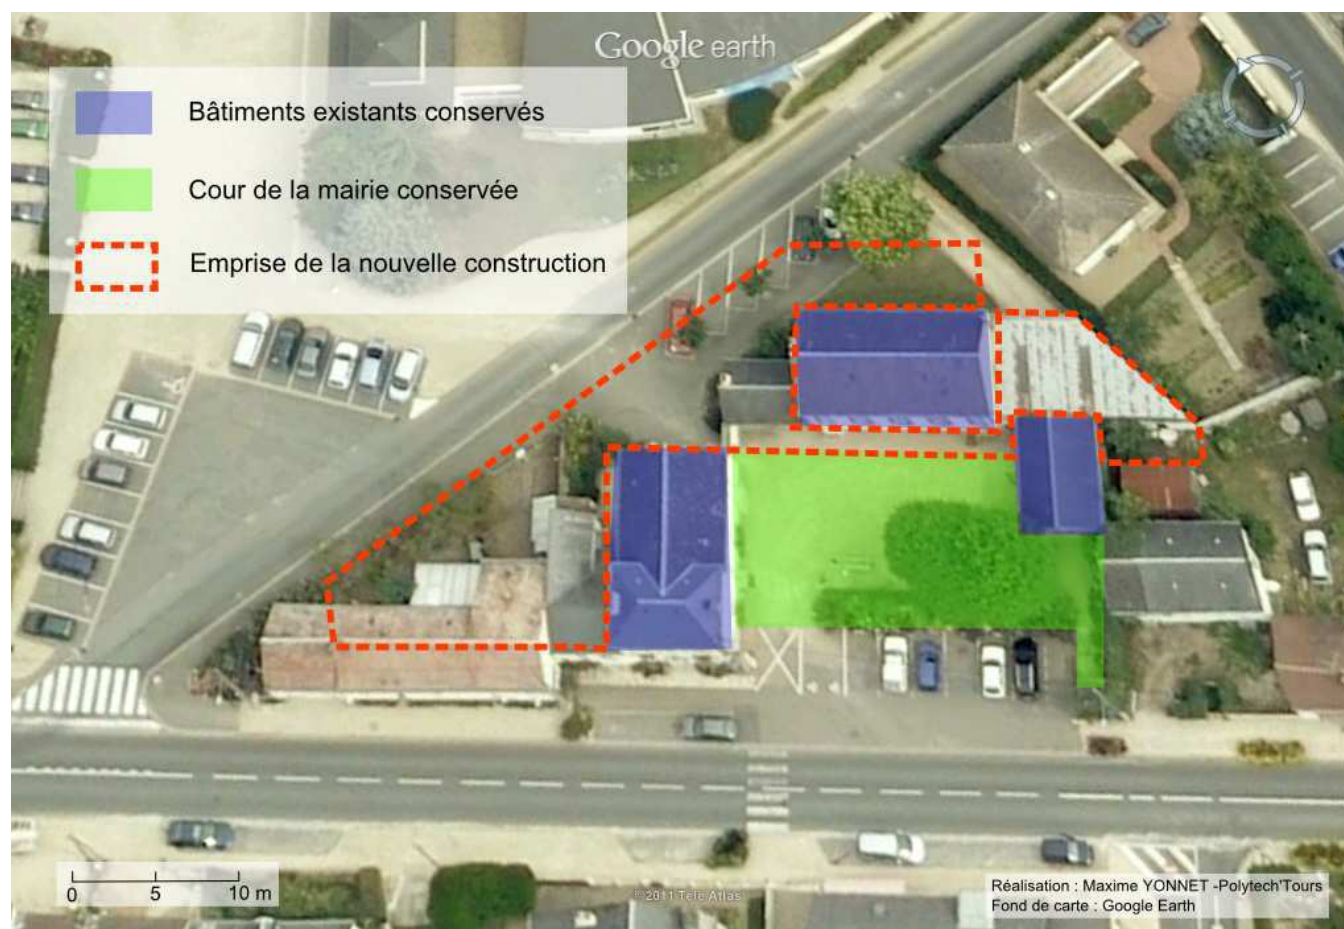 Google earth
Bâtiments existants conservés
Cour de la mairie conservée
Emprise de la nouvelle construction
0 5 10 m
©2011 Tele Atlas
Réalisation : Maxime YONNET -Polytech'Tours
Fond de carte : Google Earth